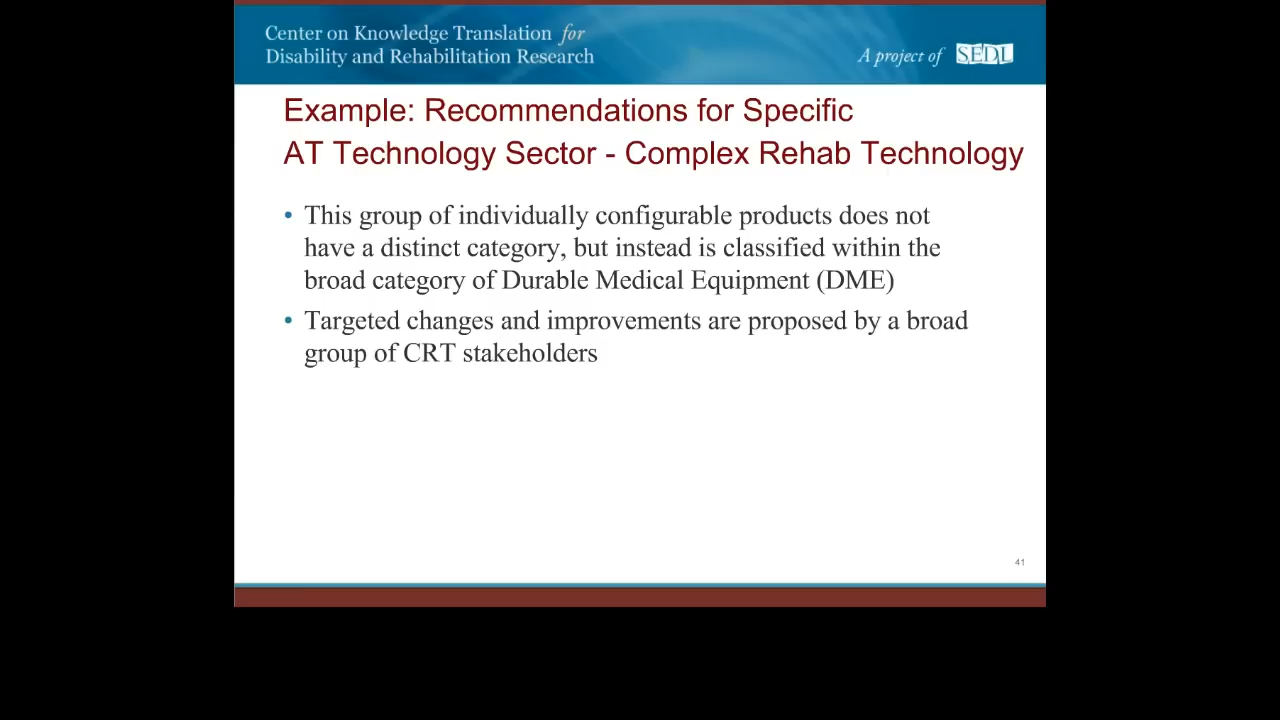 Center on Knowledge Translation for
Disability and Rehabilitation Research
A project of SEDL
Example: Recommendations for Specific
AT Technology Sector - Complex Rehab Technology
• This group of individually configurable products does not
have a distinct category, but instead is classified within the
broad category of Durable Medical Equipment (DME)
• Targeted changes and improvements are proposed by a broad
group of CRT stakeholders
41